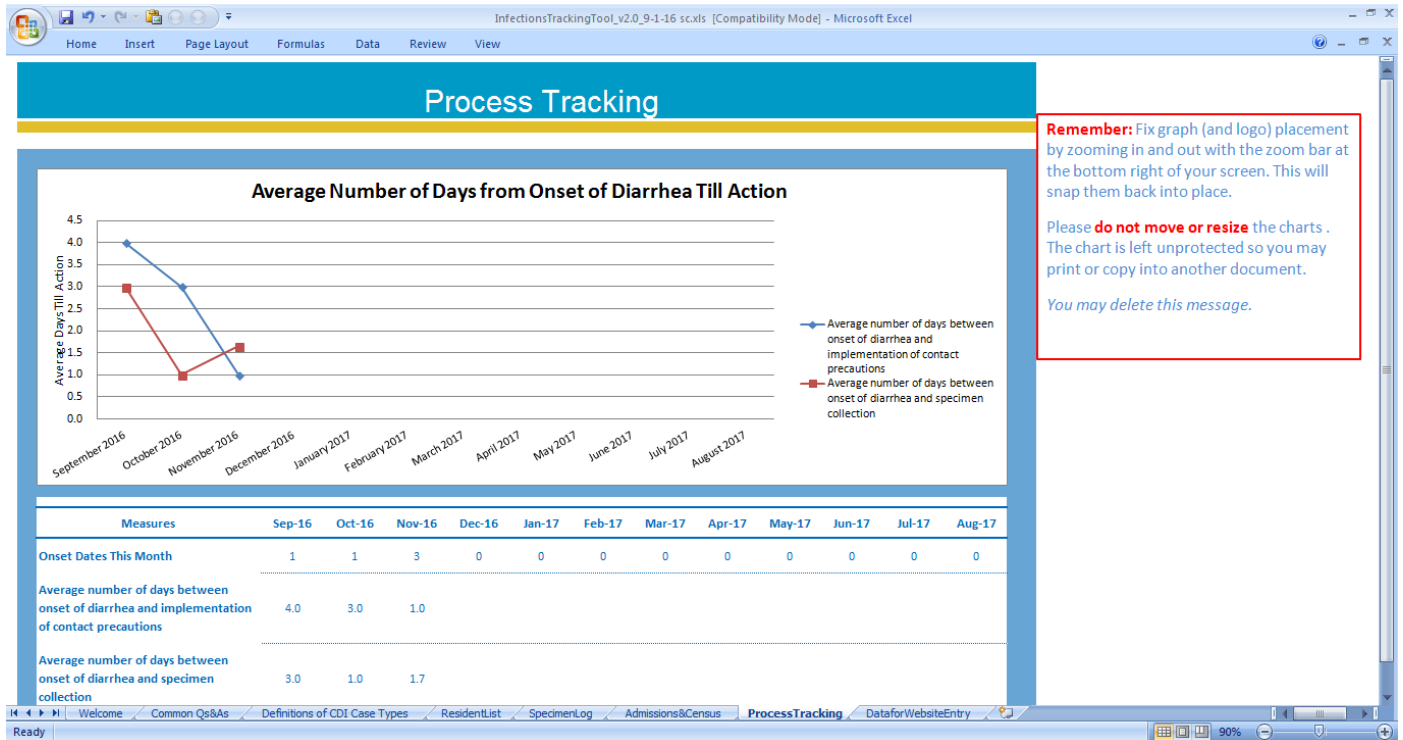 InfectionsTrackingTool_v2.0_9-1-16 sc.xls [Compatibility Mode] - Microsoft Excel
Home Insert Page Layout Formulas Data Review View
Process Tracking
Remember: Fix graph (and logo) placement
by zooming in and out with the zoom bar at
the bottom right of your screen. This will
snap them back into place.
Please do not move or resize the charts .
The chart is left unprotected so you may
print or copy into another document.
You may delete this message.
Average Number of Days from Onset of Diarrhea Till Action
Average Days Till Action
4.5
4.0
3.5
3.0
2.5
2.0
1.5
1.0
0.5
0.0
September 2016 October 2016 November 2016 December 2016 January 2017 February 2017 March 2017 April 2017 May 2017 June 2017 July 2017 August 2017
Average number of days between
onset of diarrhea and
implementation of contact
precautions
Average number of days between
onset of diarrhea and specimen
collection
Measures Sep-16 Oct-16 Nov-16 Dec-16 Jan-17 Feb-17 Mar-17 Apr-17 May-17 Jun-17 Jul-17 Aug-17
Onset Dates This Month 1 1 3 0 0 0 0 0 0 0 0 0
Average number of days between
onset of diarrhea and implementation 4.0 3.0 1.0
of contact precautions
Average number of days between
onset of diarrhea and specimen 3.0 1.0 1.7
collection
Welcome Common Qs&As Definitions of CDI Case Types ResidentList SpecimenLog Admissions&Census ProcessTracking DataforWebsiteEntry
Ready 90%